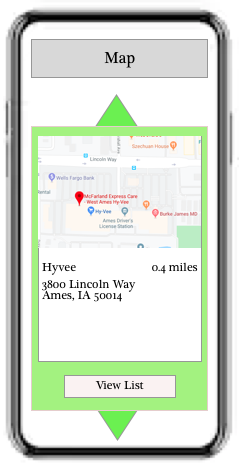 Map
Szechuan House
Lincoln Way
Wells Fargo Bank
McFarland Express Care
West Ames Hy-Vee
Hy-Vee
Burke James MD
Ames Driver's
License Station
Hyvee 0.4 miles
3800 Lincoln Way
Ames, IA 50014
View List